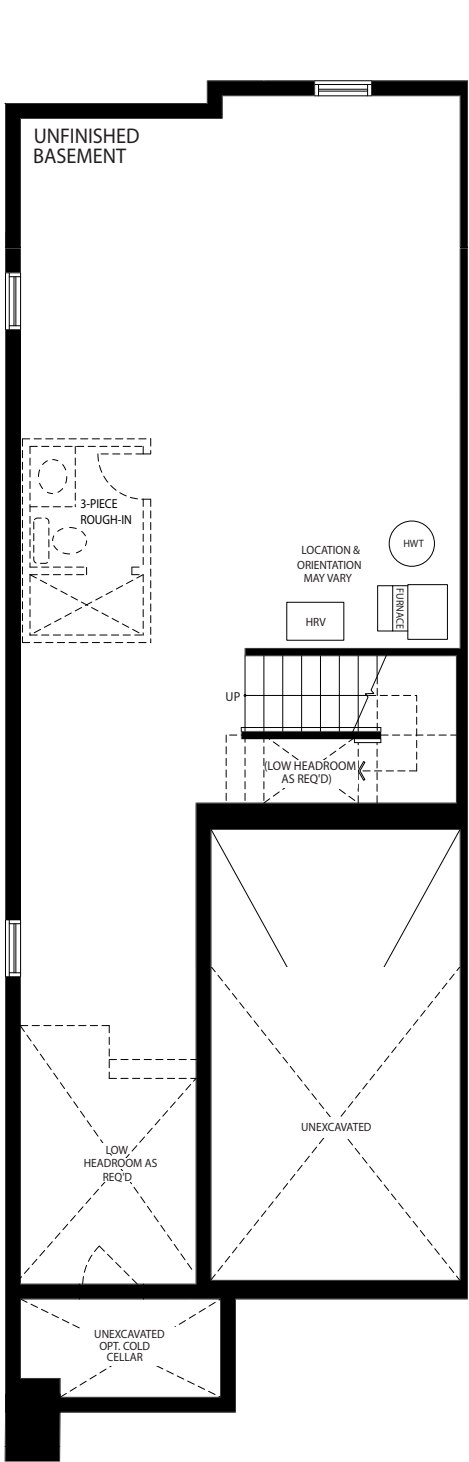 UNFINISHED
BASEMENT
3-PIECE
ROUGH-IN
LOCATION &
ORIENTATION
MAY VARY
HWT
FURNACE
HRV
UP
(LOW HEADROOM
AS REQ'D)
UNEXCAVATED
LOW
HEADROOM AS
REQ'D
UNEXCAVATED
OPT. COLD
CELLAR